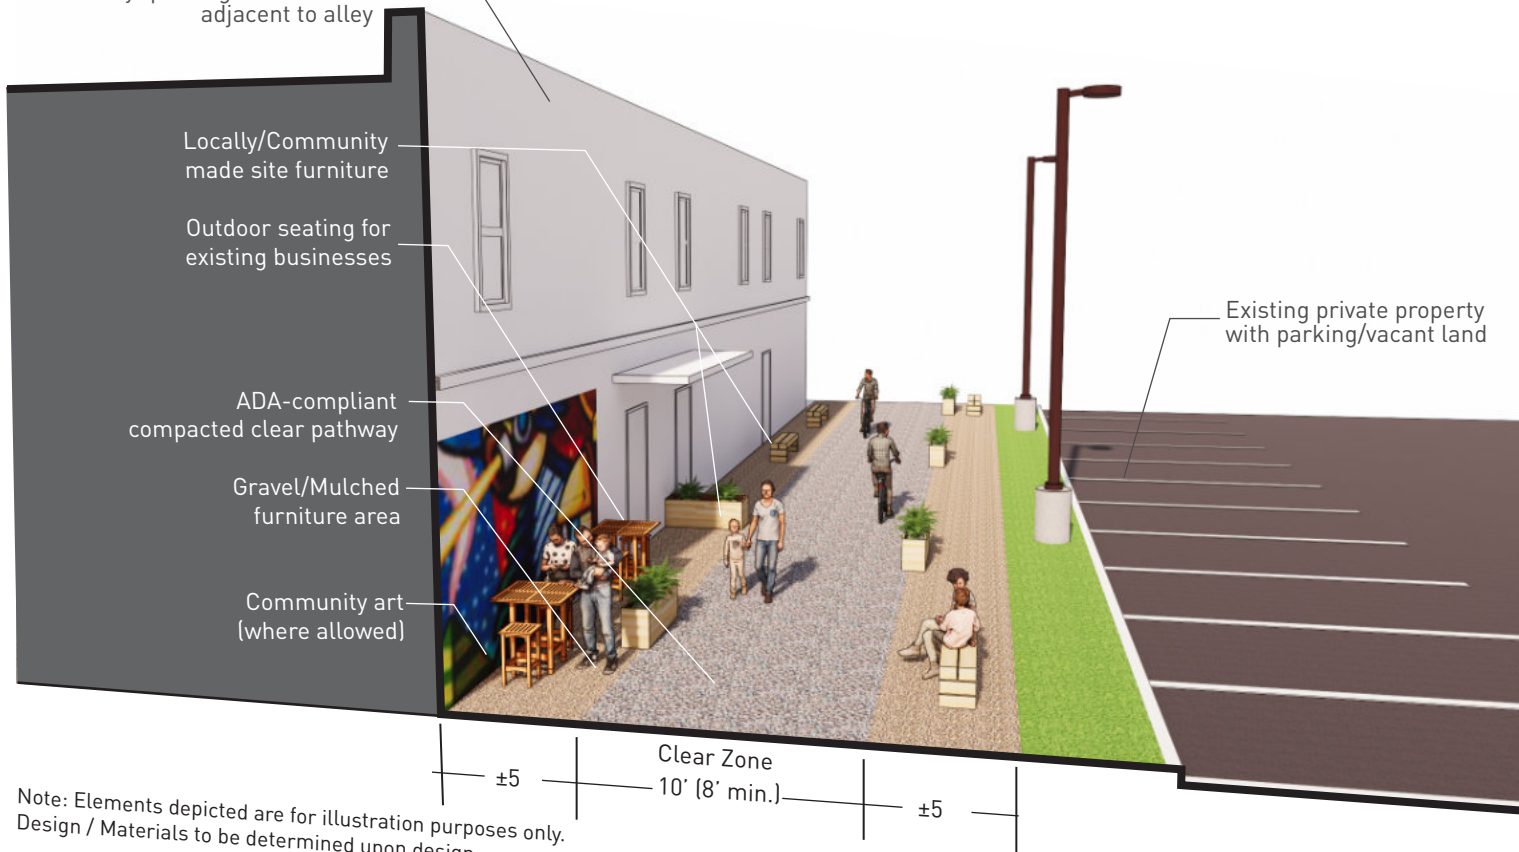 adjacent to alley
Locally/Community
made site furniture
Outdoor seating for
existing businesses
ADA-compliant
compacted clear pathway
Gravel/Mulched
furniture area
Community art
(where allowed)
Existing private property
with parking/vacant land
Clear Zone
±5
10' (8' min.)
±5
Note: Elements depicted are for illustration purposes only.
Design / Materials to be determined upon design